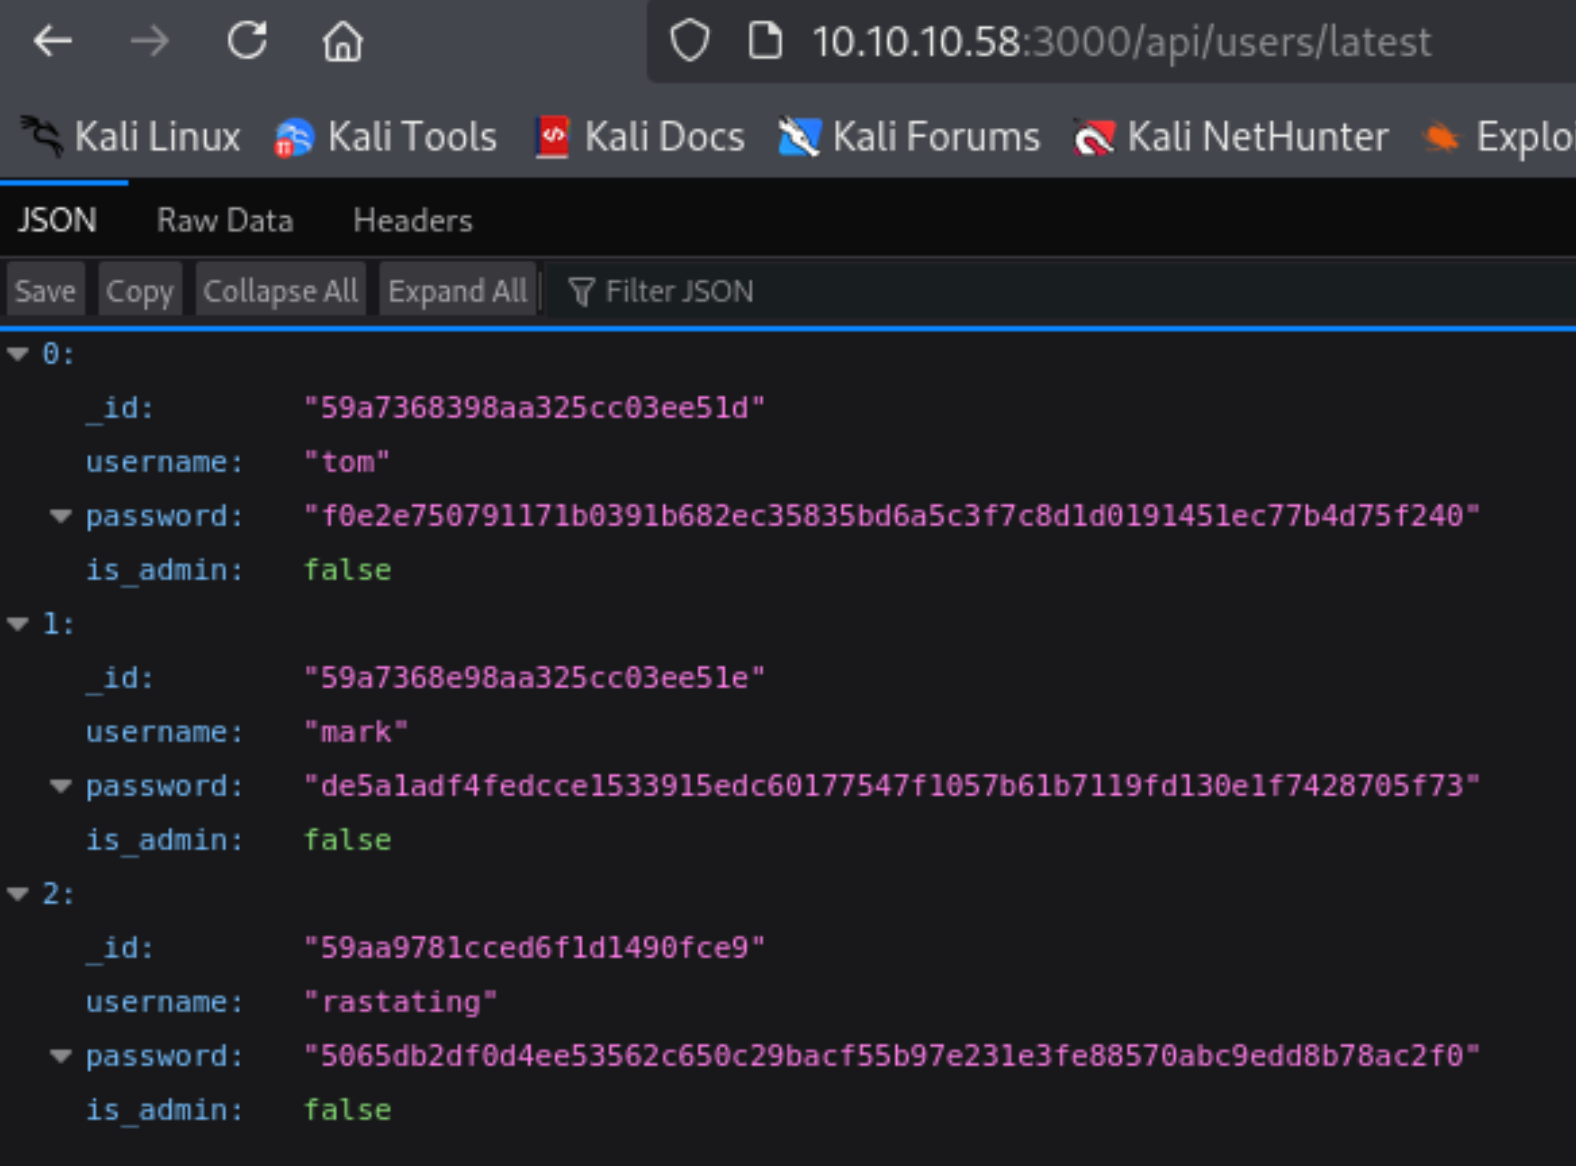 10.10.10.58:3000/api/users/latest
Kali Linux Kali Tools Kali Docs Kali Forums Kali NetHunter Exploi
JSON Raw Data Headers
Save Copy Collapse All Expand All Filter JSON
0:
_id: "59a7368398aa325cc03ee51d"
username: "tom"
password: "f0e2e750791171b0391b682ec35835bd6a5c3f7c8d1d0191451ec77b4d75f240"
is_admin: false
1:
_id: "59a7368e98aa325cc03ee51e"
username: "mark"
password: "de5a1adf4fedcce1533915edc60177547f1057b61b7119fd130e1f7428705f73"
is_admin: false
2:
_id: "59aa9781cced6f1d1490fce9"
username: "rastating"
password: "5065db2df0d4ee53562c650c29bacf55b97e231e3fe88570abc9edd8b78ac2f0"
is_admin: false